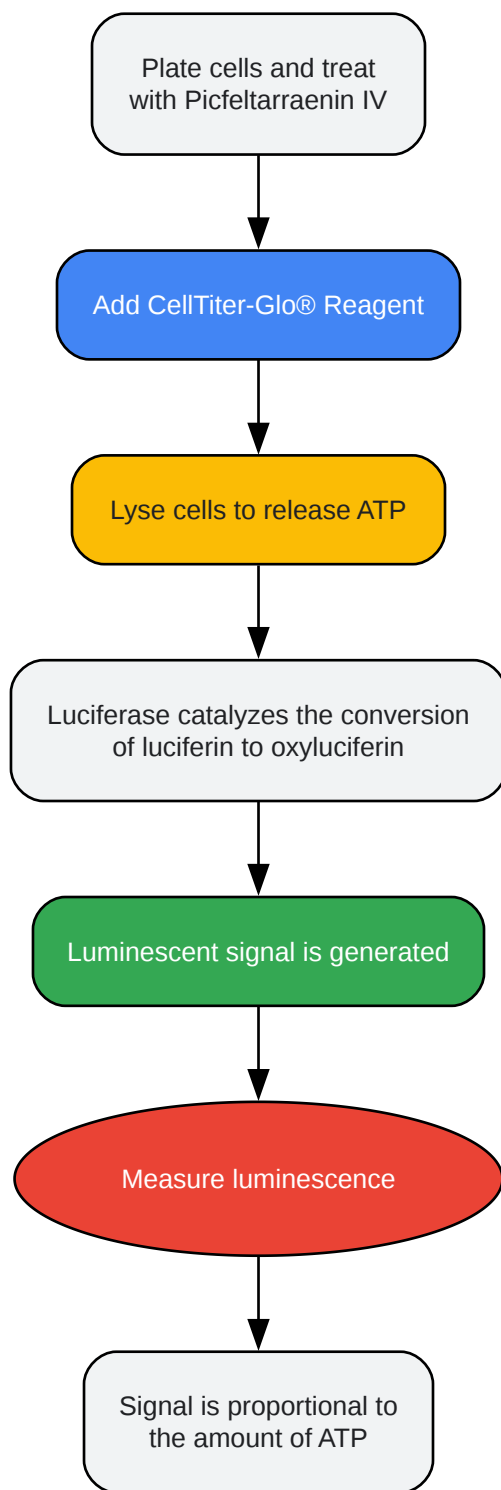 Plate cells and treat
with Picfeltarraenin IV
Add CellTiter-Glo® Reagent
Lyse cells to release ATP
Luciferase catalyzes the conversion
of luciferin to oxyluciferin
Luminescent signal is generated
Measure luminescence
Signal is proportional to
the amount of ATP